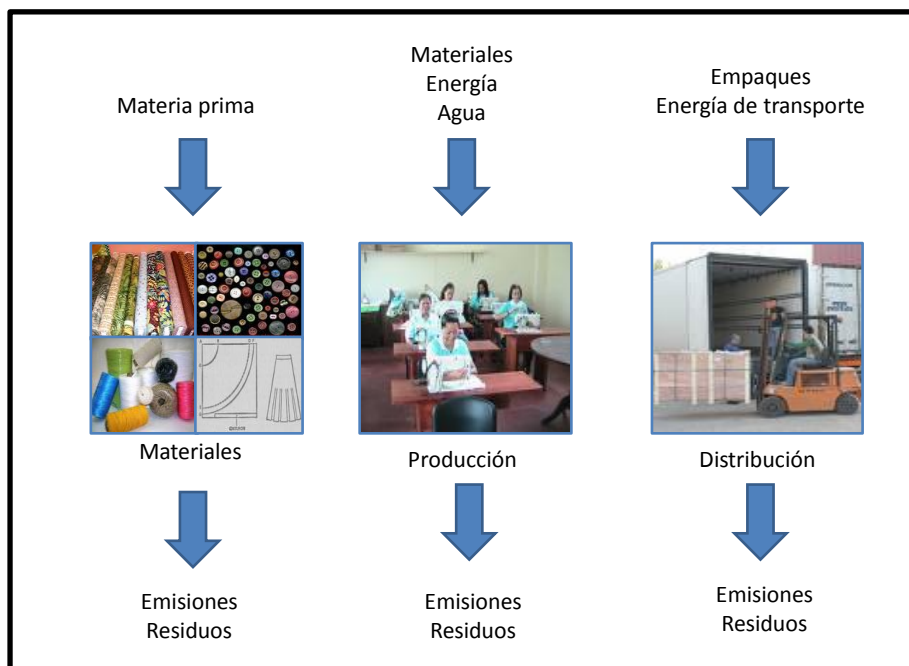 Materia prima
Materiales
Energía
Agua
Empaques
Energía de transporte
Materiales
Producción
Distribución
Emisiones
Residuos
Emisiones
Residuos
Emisiones
Residuos